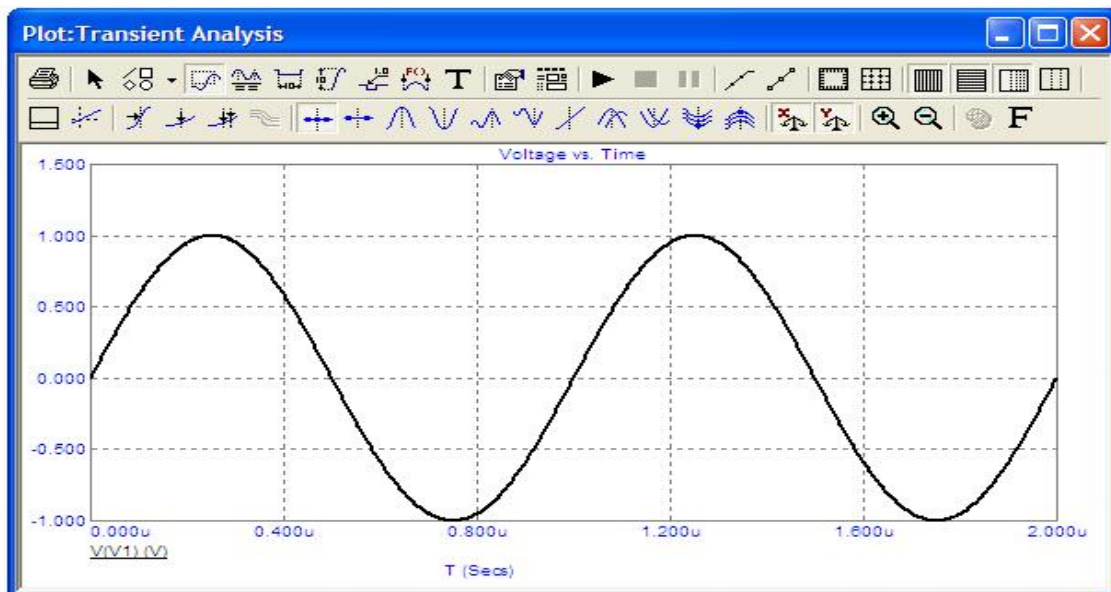 Plot:Transient Analysis
T
F
Voltage vs. Time
1.500
1.000
0.500
0.000
-0.500
-1.000
0.000u 0.400u 0.800u 1.200u 1.600u 2.000u
V(V1) (V)
T (Secs)